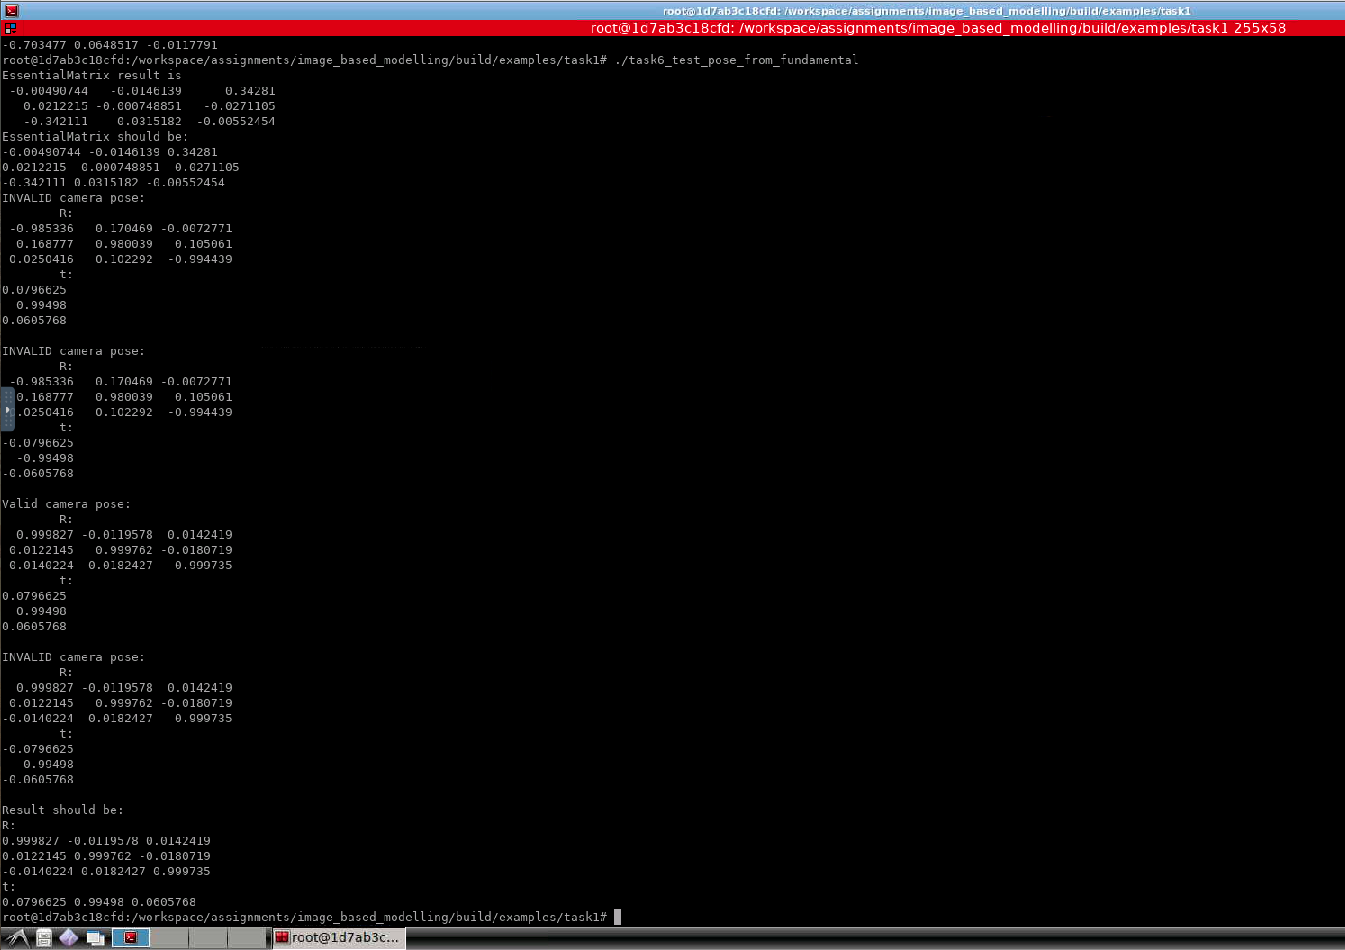 root@1d7ab3c18cfd: /workspace/assignments/image_based_modelling/build/examples/task1
root@1d7ab3c18cfd: /workspace/assignments/image_based_modelling/build/examples/task1 255x58
-0.703477 0.0648517 -0.0117791
root@1d7ab3c18cfd:/workspace/assignments/image_based_modelling/build/examples/task1# ./task6_test_pose_from_fundamental
EssentialMatrix result is
-0.00490744 -0.0146139 0.34281
0.0212215 -0.000748851 -0.0271105
-0.342111 0.0315182 -0.00552454
EssentialMatrix should be:
-0.00490744 -0.0146139 0.34281
0.0212215 0.000748851 0.0271105
-0.342111 0.0315182 -0.00552454
INVALID camera pose:
R:
-0.985336 0.170469 -0.0072771
0.168777 0.980039 0.105061
0.0250416 0.102292 -0.994439
t:
0.0796625
0.99498
0.0605768
INVALID camera pose:
R:
-0.985336 0.170469 -0.0072771
0.168777 0.980039 0.105061
.0250416 0.102292 -0.994439
t:
-0.0796625
-0.99498
-0.0605768
Valid camera pose:
R:
0.999827 -0.0119578 0.0142419
0.0122145 0.999762 -0.0180719
0.0140224 0.0182427 0.999735
t:
0.0796625
0.99498
0.0605768
INVALID camera pose:
R:
0.999827 -0.0119578 0.0142419
0.0122145 0.999762 -0.0180719
-0.0140224 0.0182427 0.999735
t:
-0.0796625
0.99498
-0.0605768
Result should be:
R:
0.999827 -0.0119578 0.0142419
0.0122145 0.999762 -0.0180719
-0.0140224 0.0182427 0.999735
t:
0.0796625 0.99498 0.0605768
root@1d7ab3c18cfd:/workspace/assignments/image_based_modelling/build/examples/task1#
root@1d7ab3c...